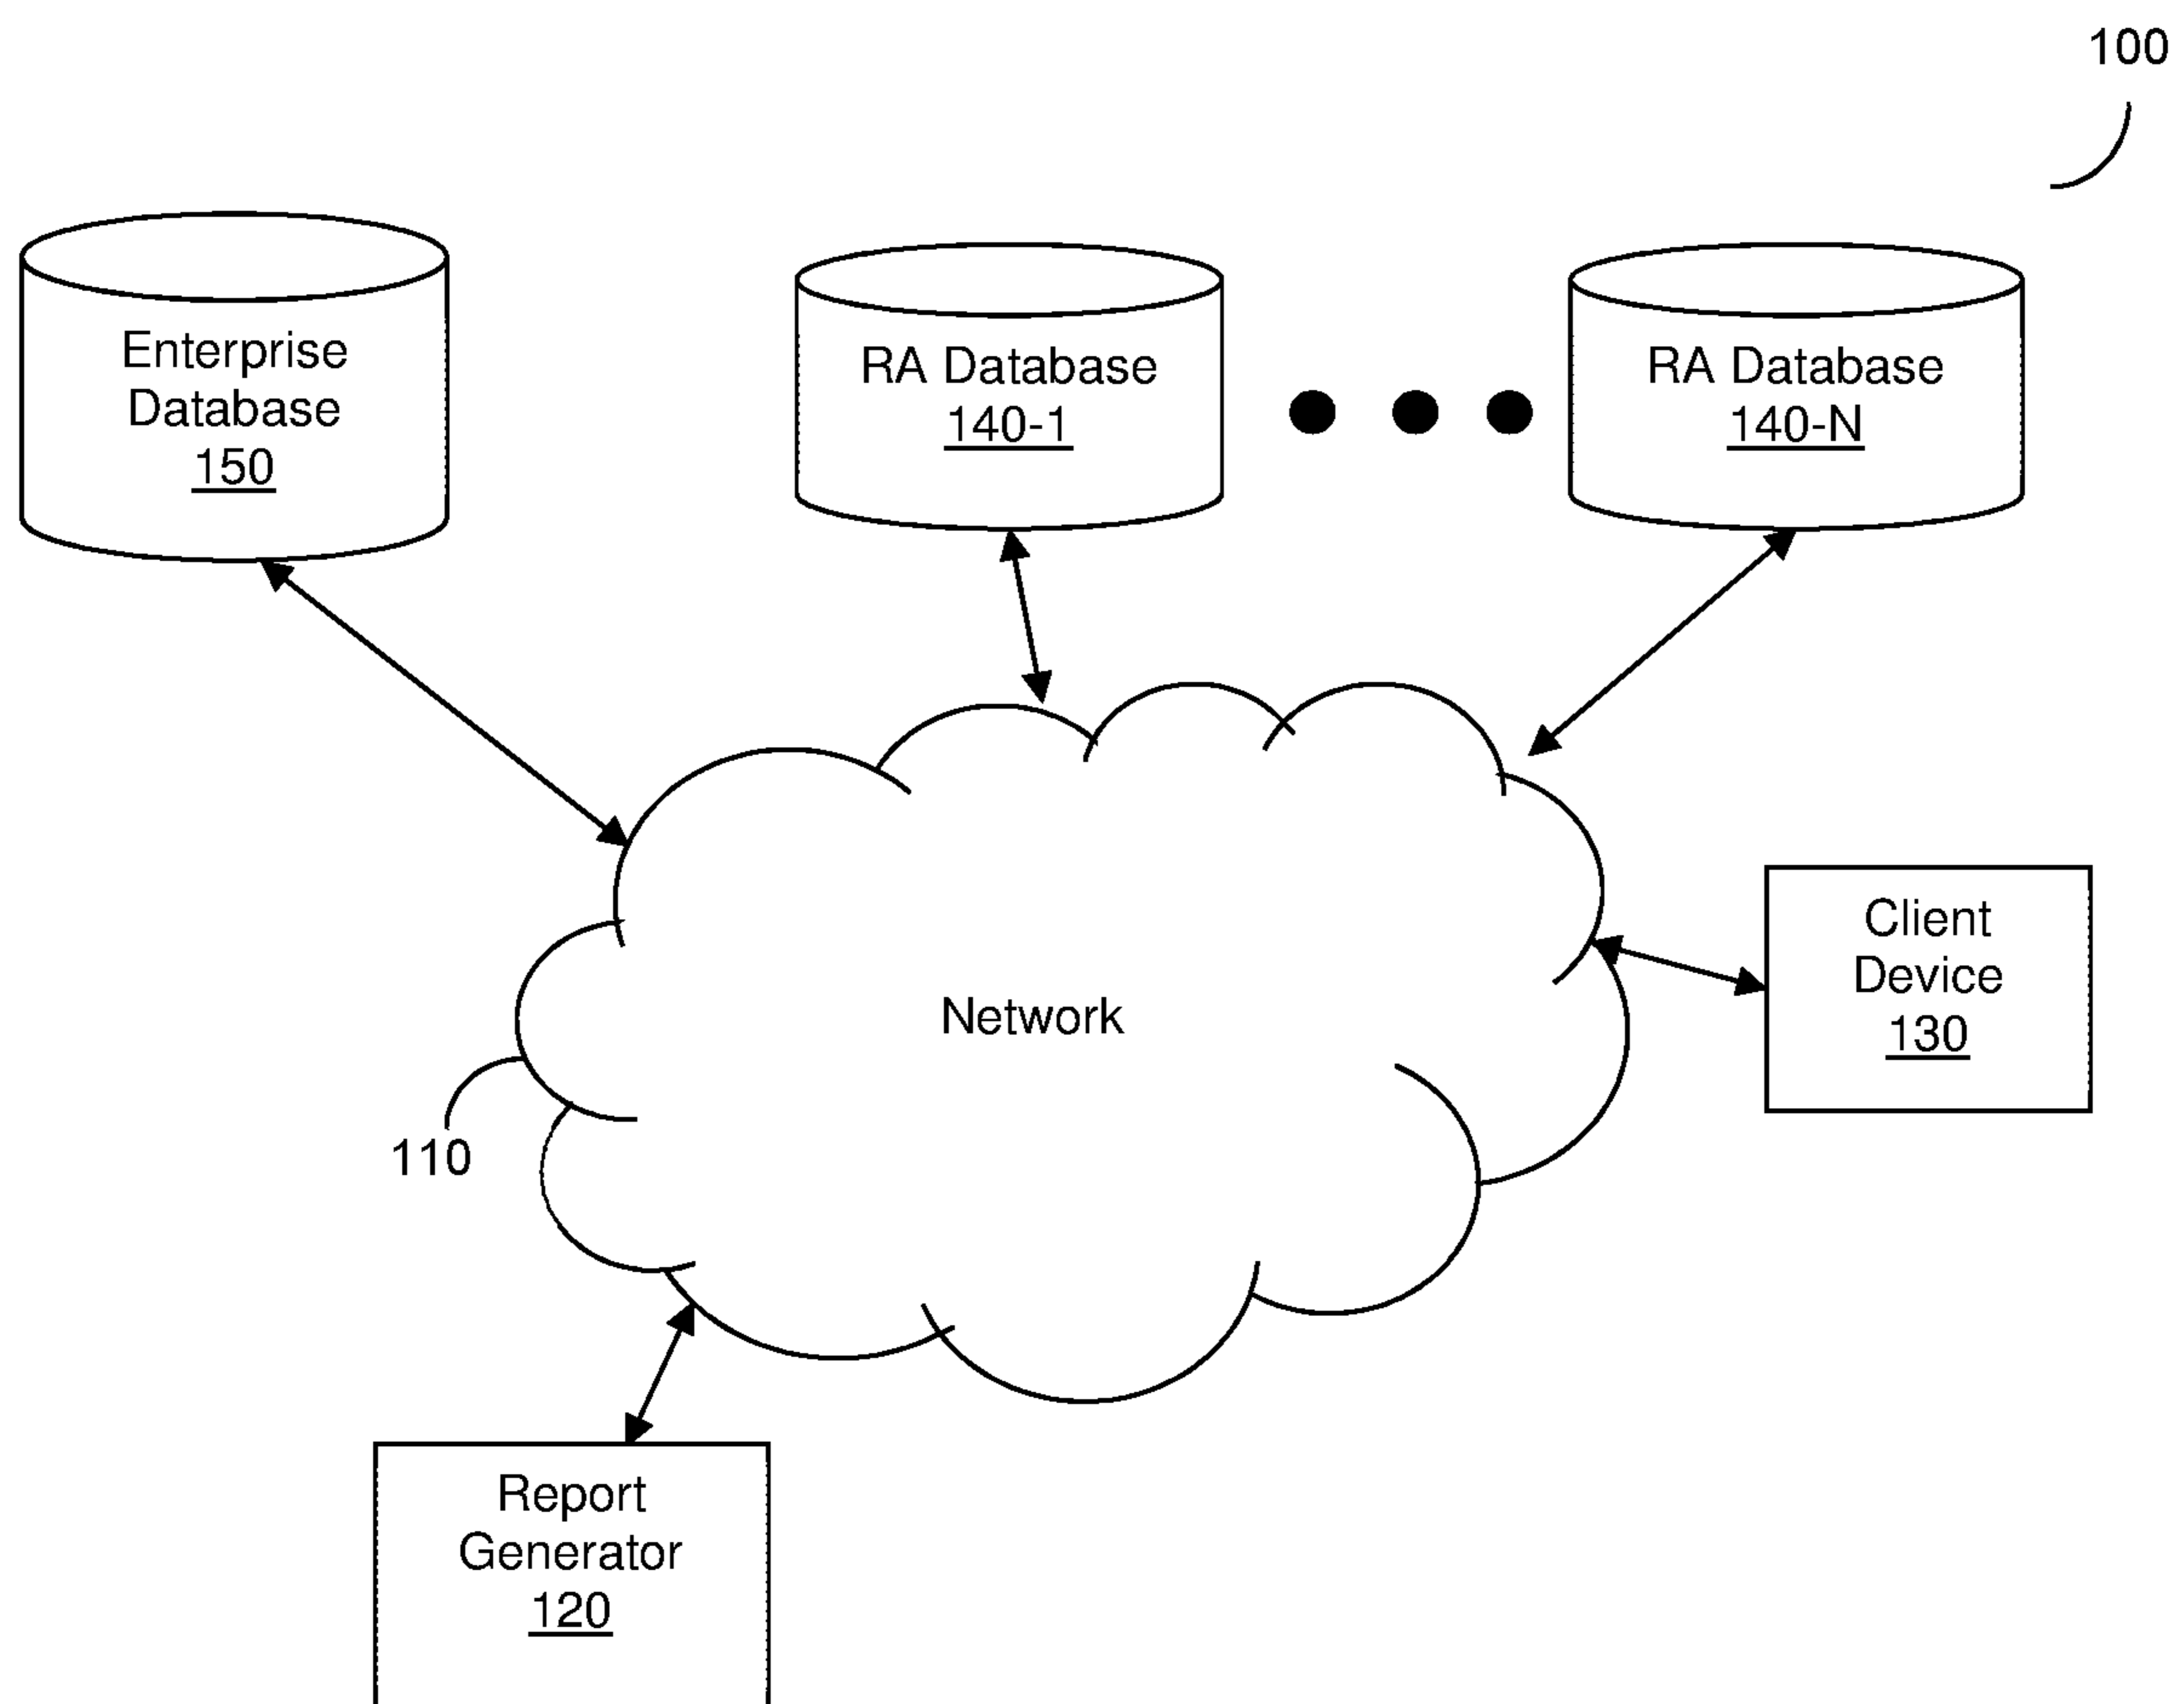 100
Enterprise
Database
150
RA Database
140-1
RA Database
140-N
Client
Device
130
Network
110
Report
Generator
120